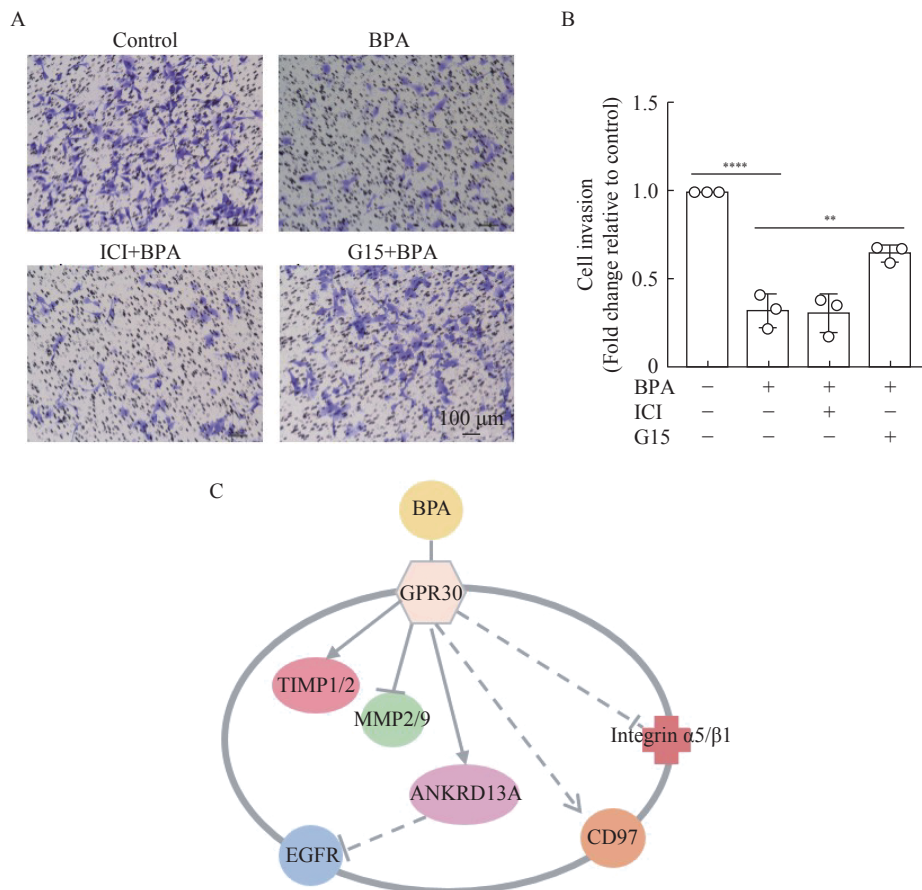 A
Control
BPA
ICI+BPA
G15+BPA
100 μm
B
Cell invasion
(Fold change relative to control)
1.5
1.0
0.5
0
****
**
BPA − + + +
ICI − − + −
G15 − − − +
C
BPA
GPR30
TIMP1/2
MMP2/9
Integrin α5/β1
ANKRD13A
EGFR
CD97